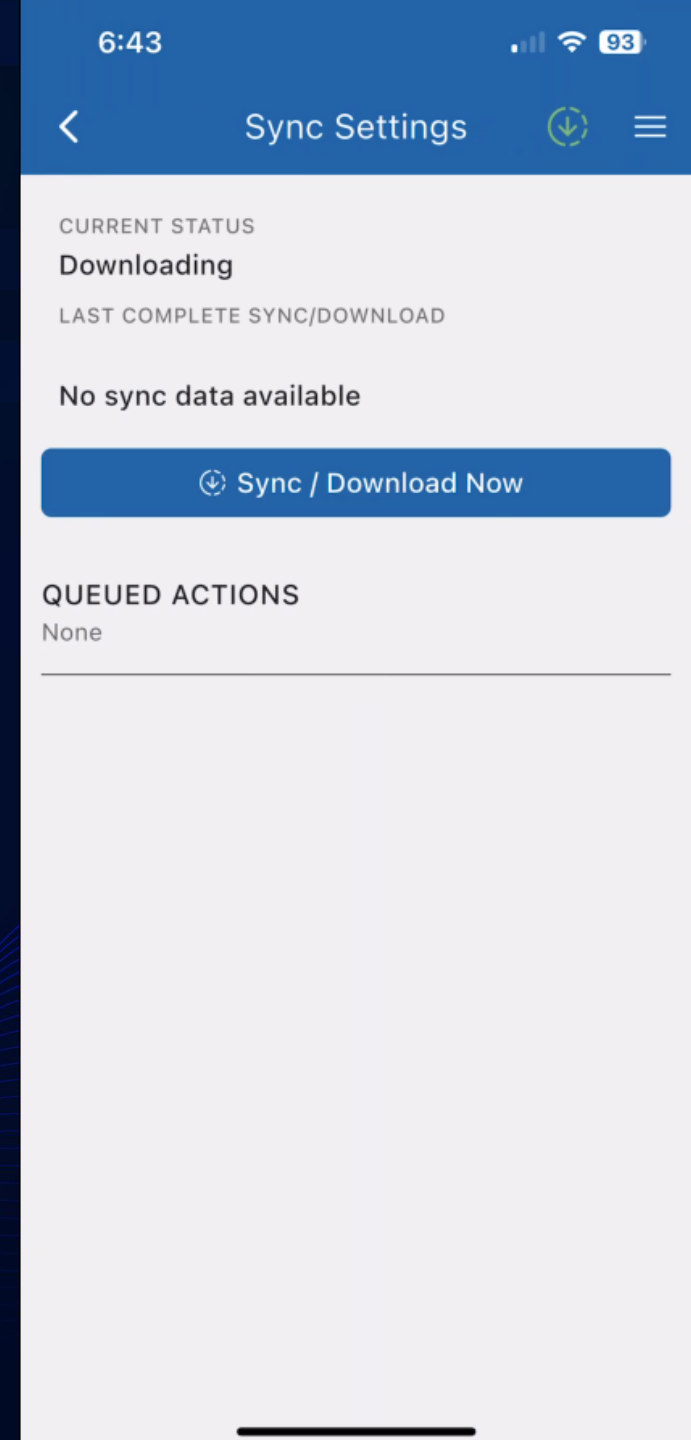 6:43
93
Sync Settings
CURRENT STATUS
Downloading
LAST COMPLETE SYNC/DOWNLOAD
No sync data available
Sync / Download Now
QUEUED ACTIONS
None